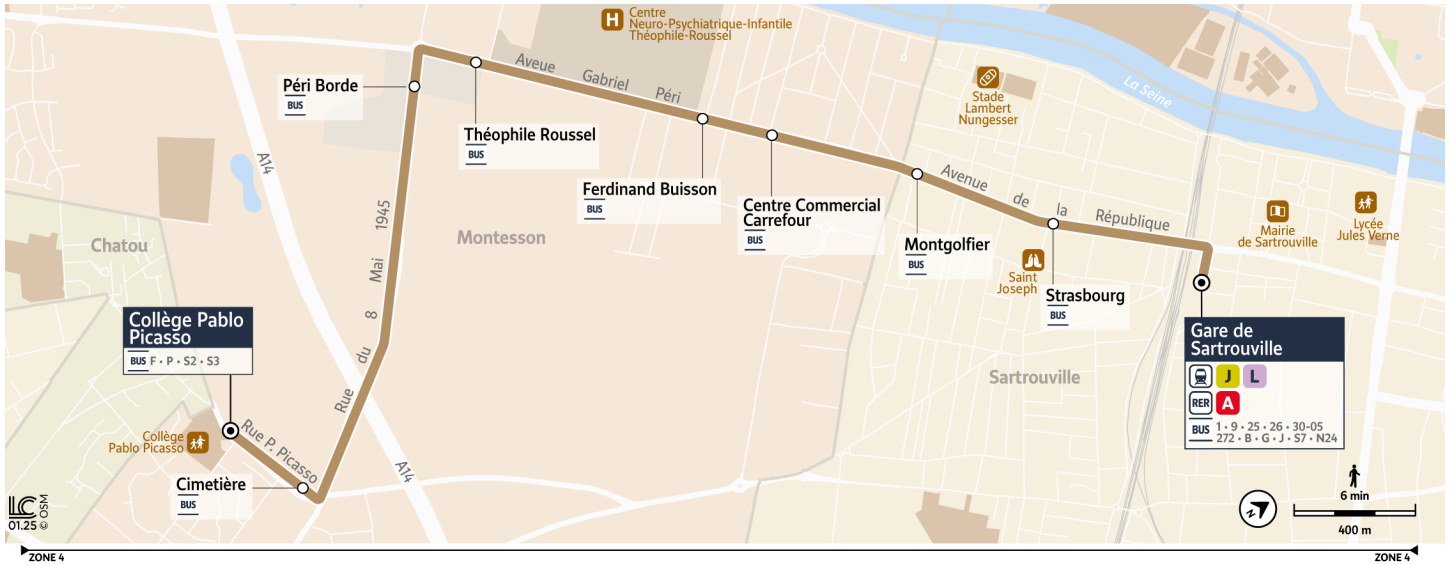 Centre
Neuro-Psychiatrique-Infantile
Théophile-Roussel
Aveue Gabriel Péri
Péri Borde
BUS
Théophile Roussel
BUS
Stade
Lambert
Nungesser
La Seine
A14
Ferdinand Buisson
BUS
Centre Commercial
Carrefour
BUS
Avenue de la République
Mairie
de Sartrouville
Lycée
Jules Verne
Chatou
Montesson
Rue du 8 Mai 1945
Montgolfier
BUS
Saint
Joseph
Strasbourg
BUS
Collège Pablo
Picasso
BUS F • P • S2 • S3
Gare de
Sartrouville
J L
RER A
BUS 1 • 9 • 25 • 26 • 30-05
272 • B • G • J • S7 • N24
Sartrouville
Collège
Pablo Picasso
Rue P. Picasso
A14
Cimetière
BUS
LC
01.25 © OSM
N
6 min
400 m
ZONE 4
ZONE 4
H